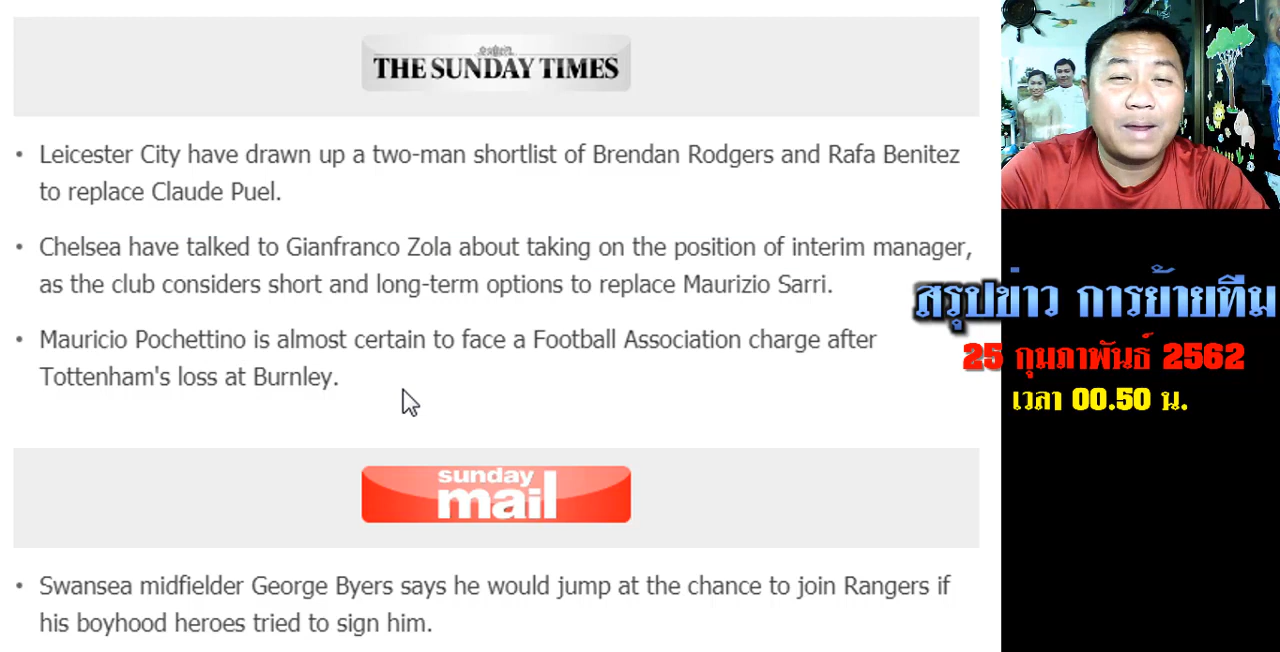 THE SUNDAY TIMES
• Leicester City have drawn up a two-man shortlist of Brendan Rodgers and Rafa Benitez
to replace Claude Puel.
• Chelsea have talked to Gianfranco Zola about taking on the position of interim manager,
as the club considers short and long-term options to replace Maurizio Sarri.
• Mauricio Pochettino is almost certain to face a Football Association charge after
Tottenham's loss at Burnley.
sunday
mail
• Swansea midfielder George Byers says he would jump at the chance to join Rangers if
his boyhood heroes tried to sign him.
สรุปข่าว การย้ายทีม
25 กุมภาพันธ์ 2562
เวลา 00.50 น.